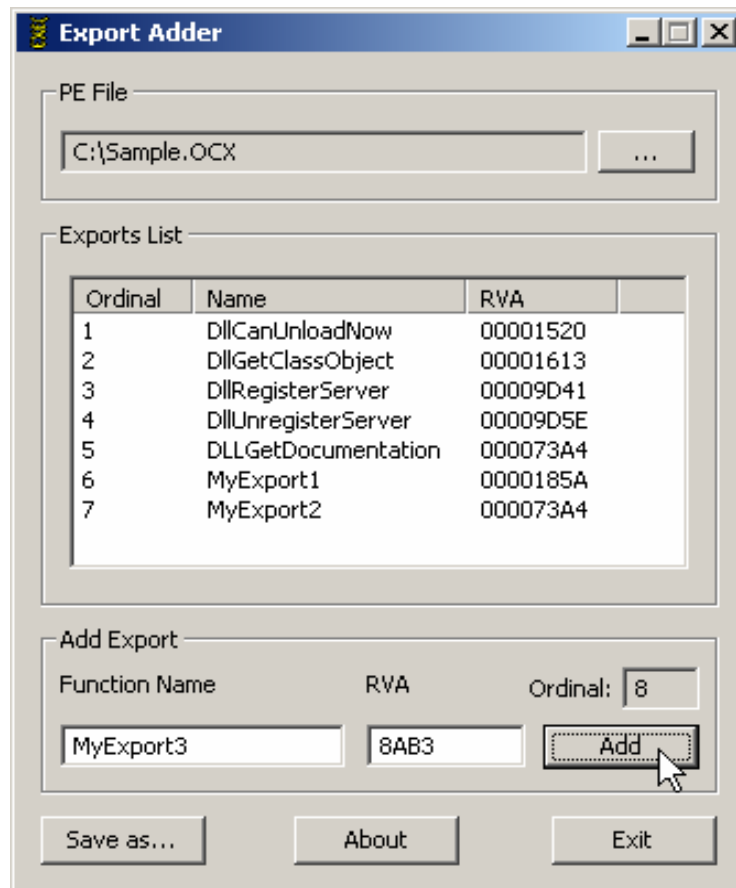 Export Adder
PE File
C:\Sample.OCX ...
Exports List
Ordinal Name RVA
1 DllCanUnloadNow 00001520
2 DllGetClassObject 00001613
3 DllRegisterServer 00009D41
4 DllUnregisterServer 00009D5E
5 DLLGetDocumentation 000073A4
6 MyExport1 0000185A
7 MyExport2 000073A4
Add Export
Function Name RVA Ordinal: 8
MyExport3 8AB3 Add
Save as... About Exit